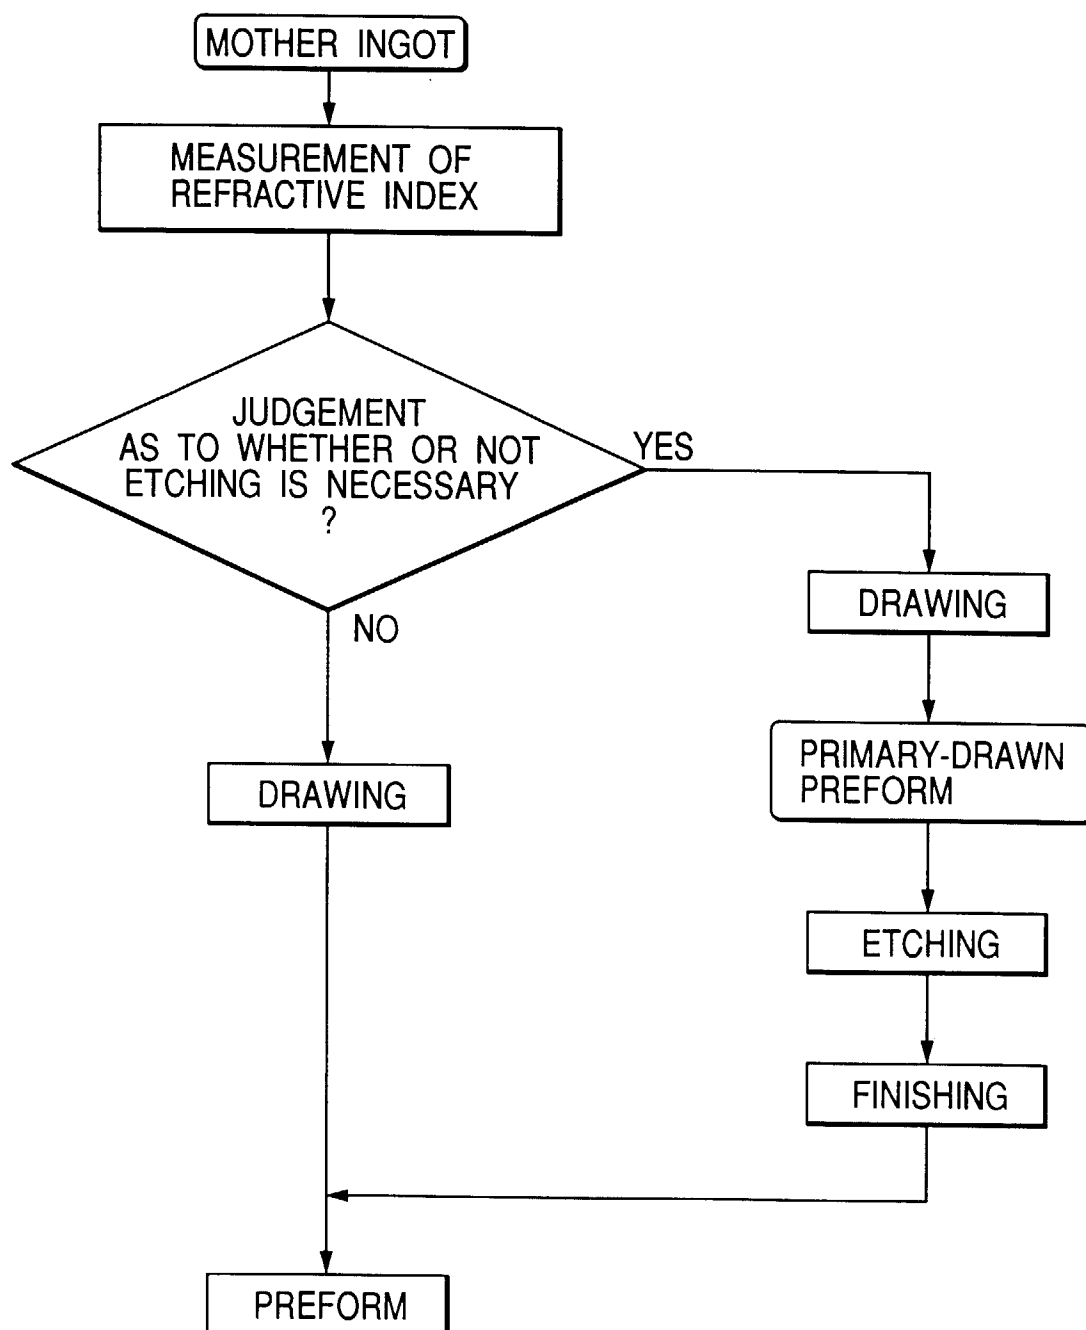 MOTHER INGOT
MEASUREMENT OF
REFRACTIVE INDEX
JUDGEMENT
AS TO WHETHER OR NOT
ETCHING IS NECESSARY
?
YES
NO
DRAWING
PRIMARY-DRAWN
PREFORM
DRAWING
ETCHING
FINISHING
PREFORM